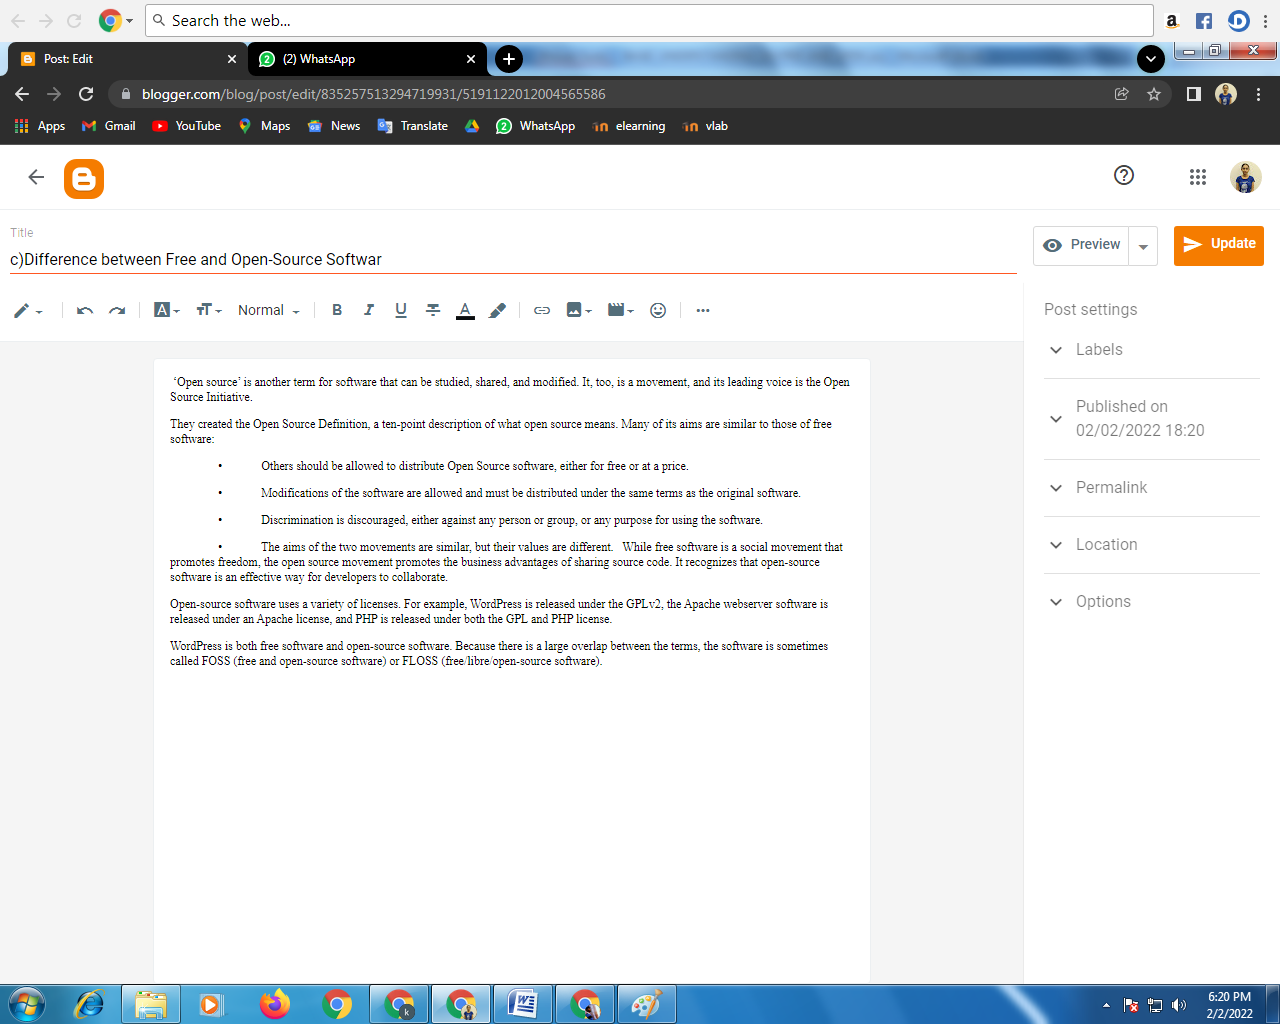 Search the web...
a
Post: Edit
(2) WhatsApp
blogger.com/blog/post/edit/835257513294719931/5191122012004565586
Apps Gmail YouTube Maps News Translate 2 WhatsApp elearning vlab
Title
c)Difference between Free and Open-Source Softwar
Preview
Update
A Normal B I U A
Post settings
Labels
Published on
02/02/2022 18:20
Permalink
Location
Options
‘Open source’ is another term for software that can be studied, shared, and modified. It, too, is a movement, and its leading voice is the Open
Source Initiative.
They created the Open Source Definition, a ten-point description of what open source means. Many of its aims are similar to those of free
software:
• Others should be allowed to distribute Open Source software, either for free or at a price.
• Modifications of the software are allowed and must be distributed under the same terms as the original software.
• Discrimination is discouraged, either against any person or group, or any purpose for using the software.
• The aims of the two movements are similar, but their values are different. While free software is a social movement that
promotes freedom, the open source movement promotes the business advantages of sharing source code. It recognizes that open-source
software is an effective way for developers to collaborate.
Open-source software uses a variety of licenses. For example, WordPress is released under the GPLv2, the Apache webserver software is
released under an Apache license, and PHP is released under both the GPL and PHP license.
WordPress is both free software and open-source software. Because there is a large overlap between the terms, the software is sometimes
called FOSS (free and open-source software) or FLOSS (free/libre/open-source software).
k
6:20 PM
2/2/2022